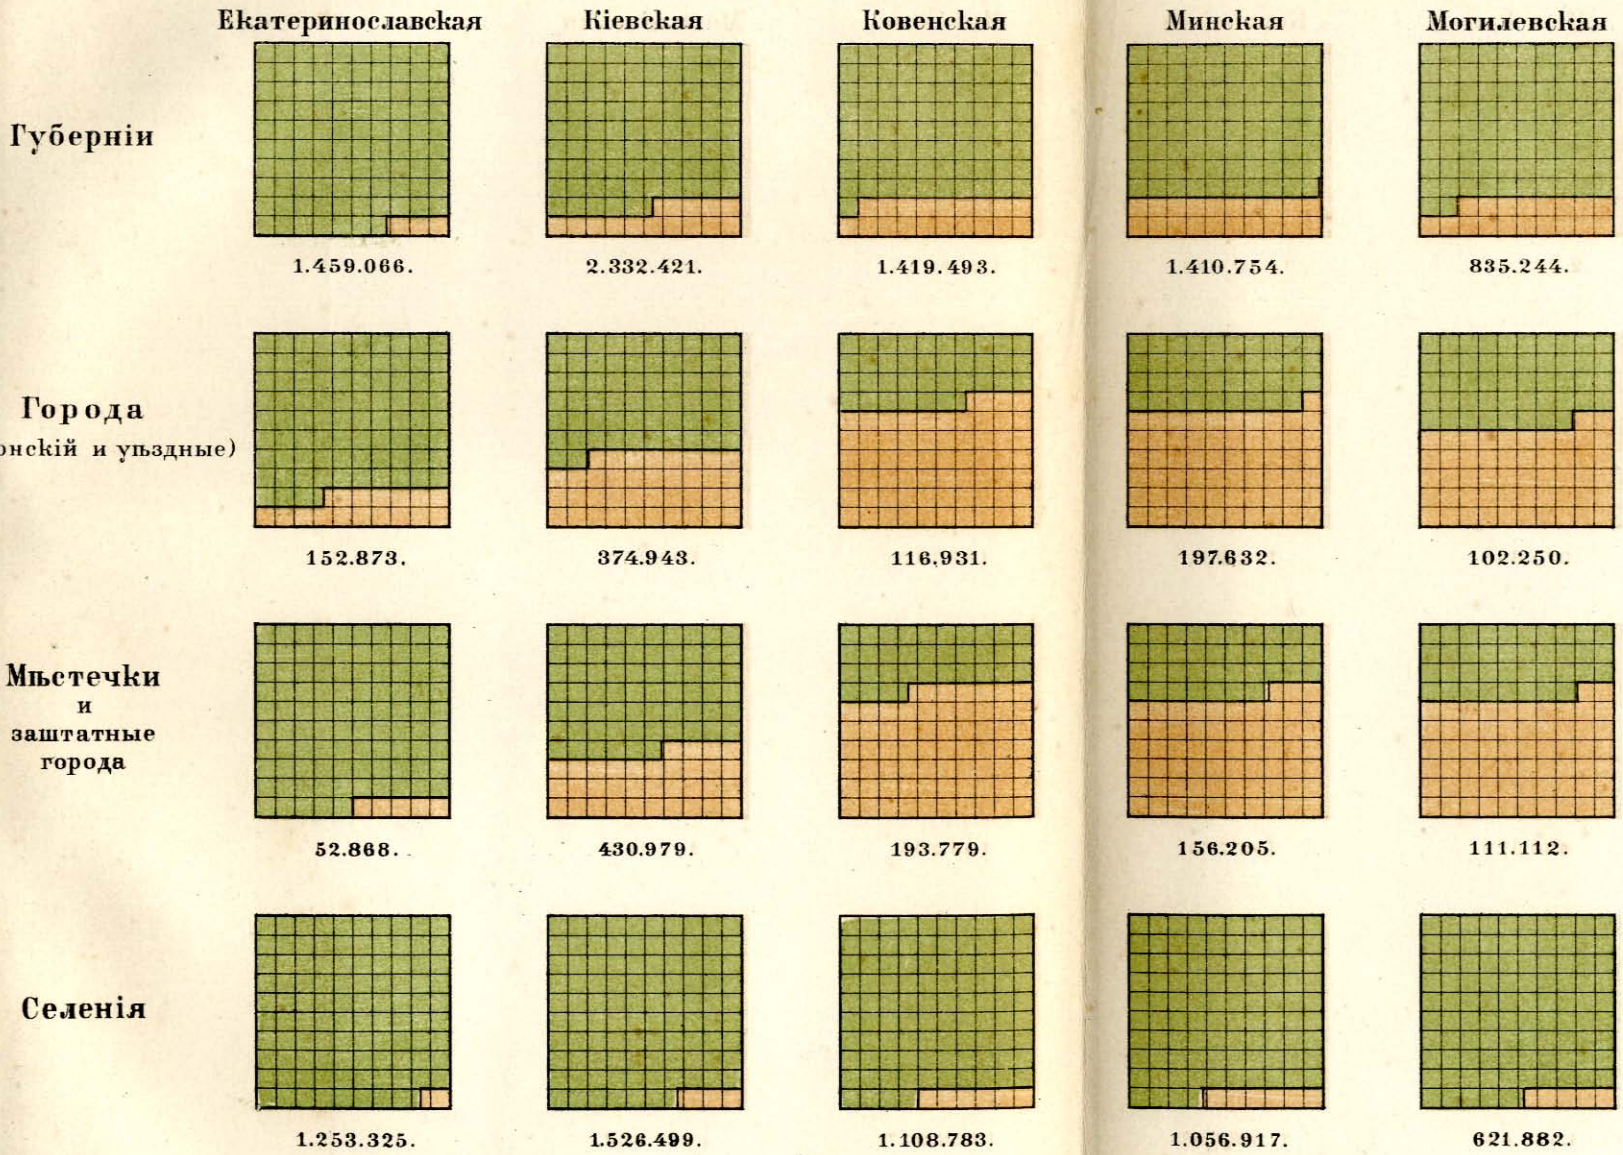 Екатеринославская Кіевская Ковенская Минская Могилевская
Губерніи
1.459.066. 2.332.421. 1.419.493. 1.410.754. 835.244.
Города
и уѣздные)
152.873. 374.943. 116.931. 197.632. 102.250.
Мѣстечки
и
заштатные
города
52.868. 430.979. 193.779. 156.205. 111.112.
Селенія
1.253.325. 1.526.499. 1.108.783. 1.056.917. 621.882.